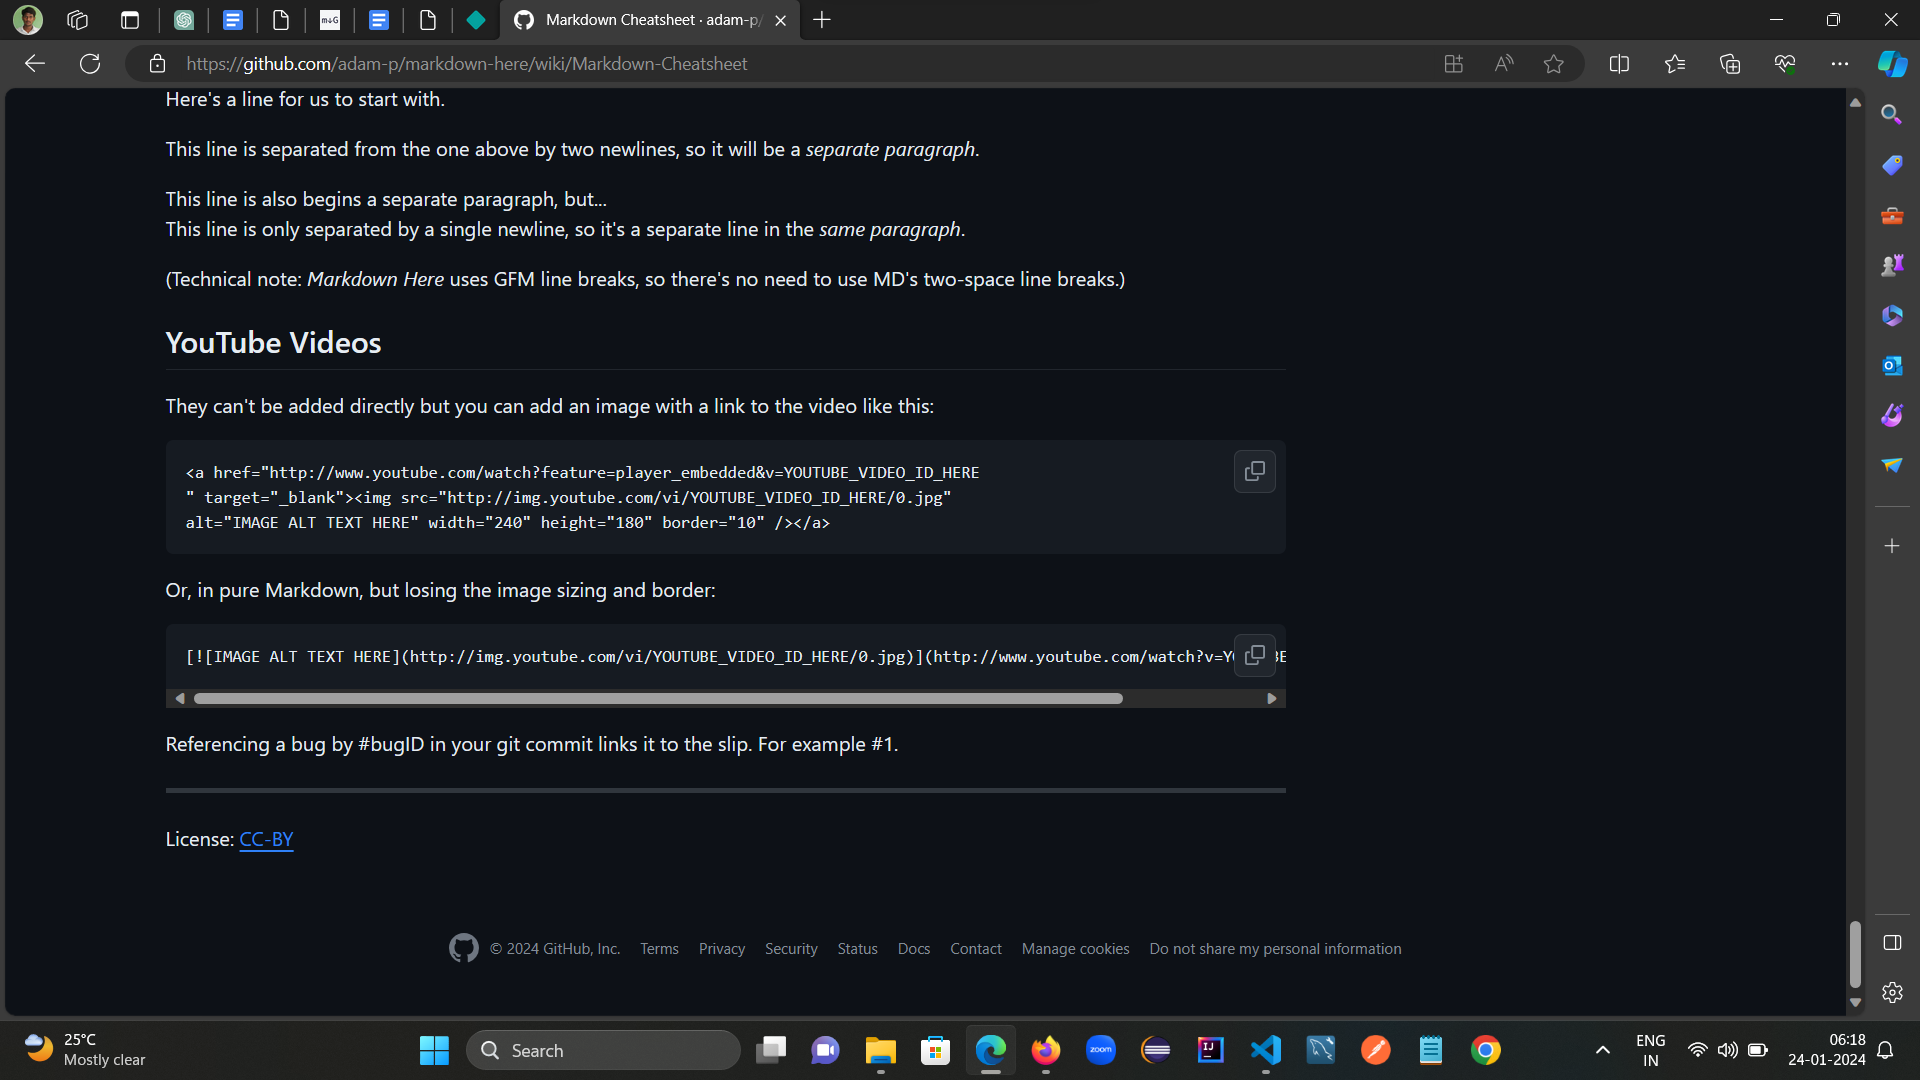 Markdown Cheatsheet · adam-p/
https://github.com/adam-p/markdown-here/wiki/Markdown-Cheatsheet
Here's a line for us to start with.
This line is separated from the one above by two newlines, so it will be a separate paragraph.
This line is also begins a separate paragraph, but...
This line is only separated by a single newline, so it's a separate line in the same paragraph.
(Technical note: Markdown Here uses GFM line breaks, so there's no need to use MD's two-space line breaks.)
YouTube Videos
They can't be added directly but you can add an image with a link to the video like this:
<a href="http://www.youtube.com/watch?feature=player_embedded&v=YOUTUBE_VIDEO_ID_HERE
" target="_blank"><img src="http://img.youtube.com/vi/YOUTUBE_VIDEO_ID_HERE/0.jpg"
alt="IMAGE ALT TEXT HERE" width="240" height="180" border="10" /></a>
Or, in pure Markdown, but losing the image sizing and border:
[![IMAGE ALT TEXT HERE](http://img.youtube.com/vi/YOUTUBE_VIDEO_ID_HERE/0.jpg)](http://www.youtube.com/watch?v=
Referencing a bug by #bugID in your git commit links it to the slip. For example #1.
License: CC-BY
© 2024 GitHub, Inc. Terms Privacy Security Status Docs Contact Manage cookies Do not share my personal information
25°C
Mostly clear
Search
zoom
ENG
IN
06:18
24-01-2024